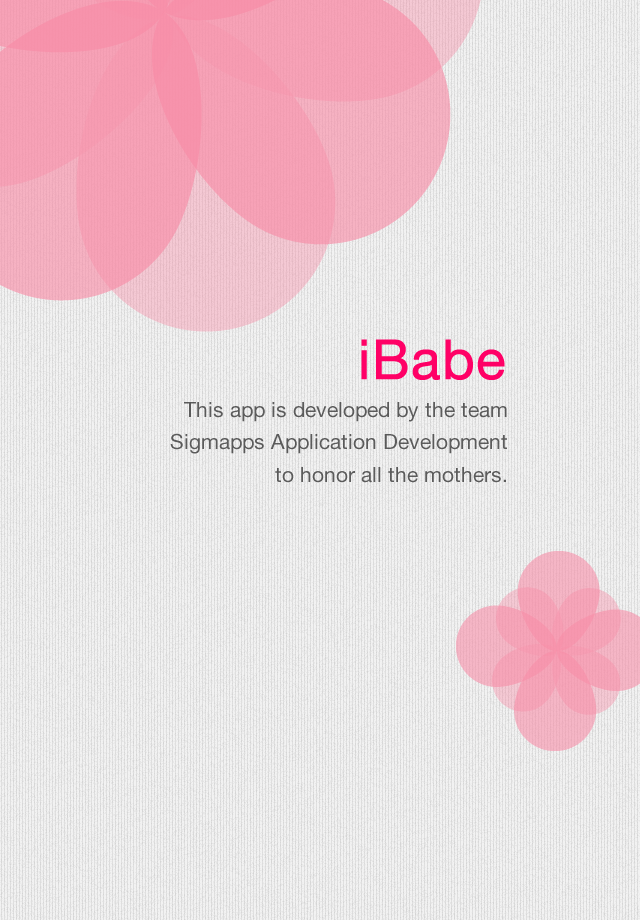 iBabe
This app is developed by the team
Sigmapps Application Development
to honor all the mothers.